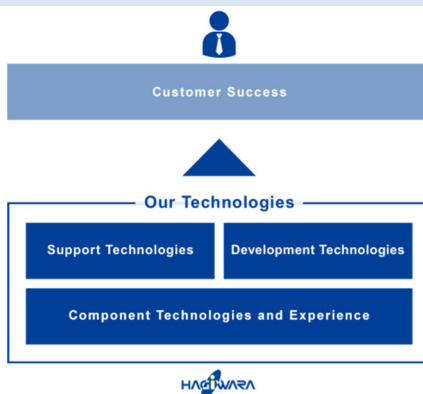 Customer Success
Our Technologies
Support Technologies
Development Technologies
Component Technologies and Experience
HAGIWARA